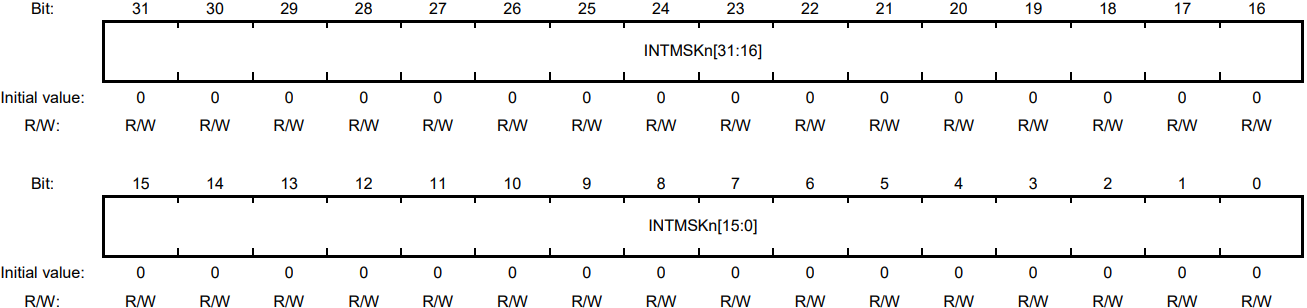 Bit: 31 30 29 28 27 26 25 24 23 22 21 20 19 18 17 16
INTMSKn[31:16]
Initial value: 0 0 0 0 0 0 0 0 0 0 0 0 0 0 0 0
R/W: R/W R/W R/W R/W R/W R/W R/W R/W R/W R/W R/W R/W R/W R/W R/W R/W
Bit: 15 14 13 12 11 10 9 8 7 6 5 4 3 2 1 0
INTMSKn[15:0]
Initial value: 0 0 0 0 0 0 0 0 0 0 0 0 0 0 0 0
R/W: R/W R/W R/W R/W R/W R/W R/W R/W R/W R/W R/W R/W R/W R/W R/W R/W